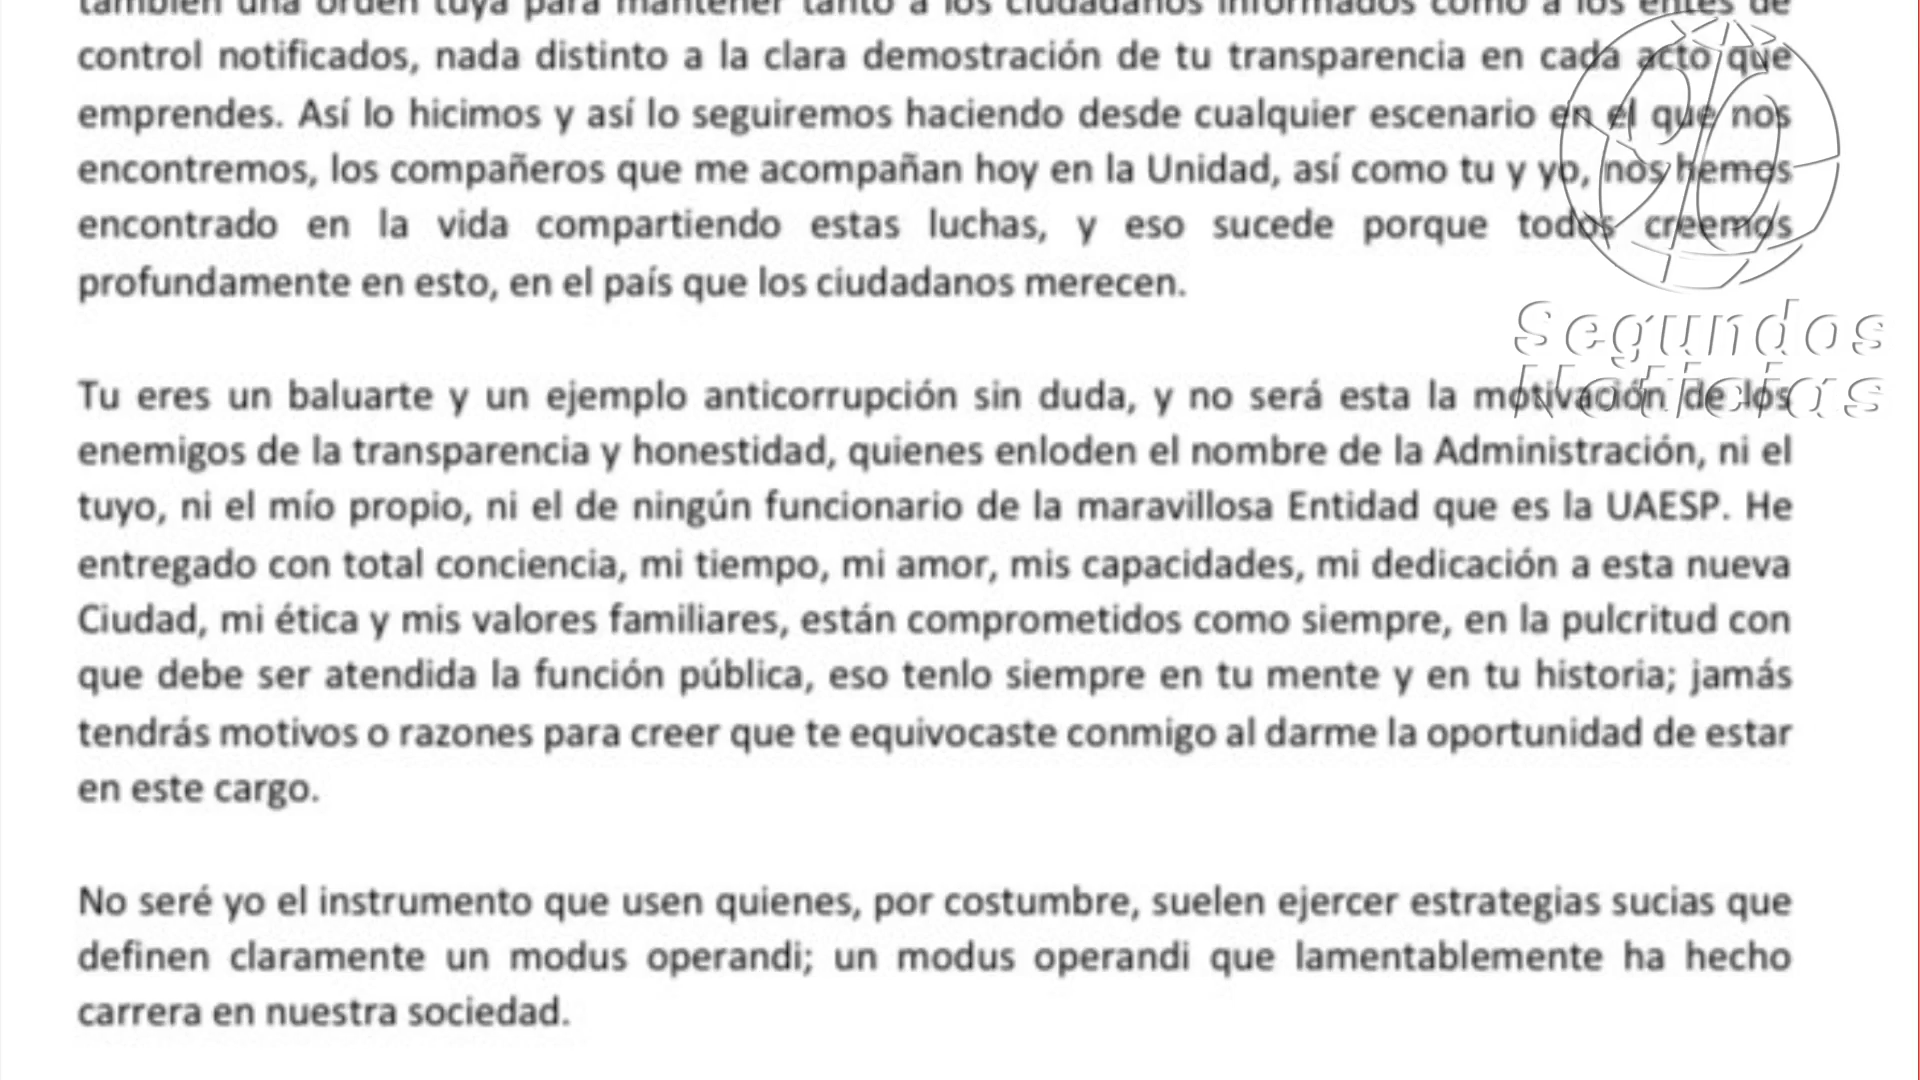 también una orden tuya para mantener tanto a los ciudadanos informados como a los entes de
control notificados, nada distinto a la clara demostración de tu transparencia en cada acto que
emprendes. Así lo hicimos y así lo seguiremos haciendo desde cualquier escenario en el que nos
encontremos, los compañeros que me acompañan hoy en la Unidad, así como tu y yo, nos hemos
encontrado en la vida compartiendo estas luchas, y eso sucede porque todos creemos
profundamente en esto, en el país que los ciudadanos merecen.
90
Segundos
Noticias
Tu eres un baluarte y un ejemplo anticorrupción sin duda, y no será esta la motivación de los
enemigos de la transparencia y honestidad, quienes enloden el nombre de la Administración, ni el
tuyo, ni el mío propio, ni el de ningún funcionario de la maravillosa Entidad que es la UAESP. He
entregado con total conciencia, mi tiempo, mi amor, mis capacidades, mi dedicación a esta nueva
Ciudad, mi ética y mis valores familiares, están comprometidos como siempre, en la pulcritud con
que debe ser atendida la función pública, eso tenlo siempre en tu mente y en tu historia; jamás
tendrás motivos o razones para creer que te equivocaste conmigo al darme la oportunidad de estar
en este cargo.
No seré yo el instrumento que usen quienes, por costumbre, suelen ejercer estrategias sucias que
definen claramente un modus operandi; un modus operandi que lamentablemente ha hecho
carrera en nuestra sociedad.